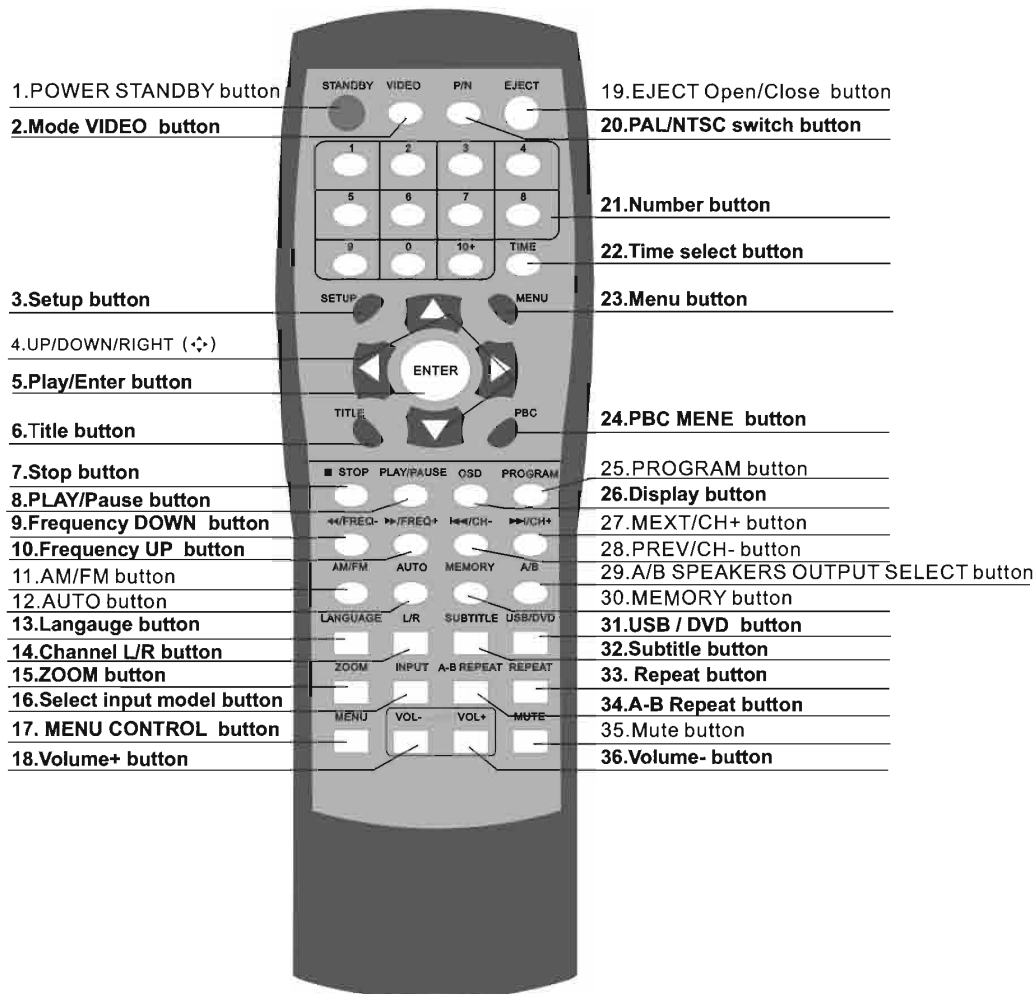 1.POWER STANDBY button
2.Mode VIDEO button
3.Setup button
4.UP/DOWN/RIGHT ( )
5.Play/Enter button
6.Title button
7.Stop button
8.PLAY/Pause button
9.Frequency DOWN button
10.Frequency UP button
11.AM/FM button
12.AUTO button
13.Langauge button
14.Channel L/R button
15.ZOOM button
16.Select input model button
17. MENU CONTROL button
18.Volume+ button
STANDBY VIDEO P/N EJECT
1 2 3 4
5 6 7 8
9 0 10+ TIME
SETUP MENU
ENTER
TITLE PBC
■ STOP PLAY/PAUSE OSD PROGRAM
◀◀/FREQ- ▶▶/FREQ+ |◀◀/CH- ▶▶|/CH+
AM/FM AUTO MEMORY A/B
LANGUAGE L/R SUBTITLE USB/DVD
ZOOM INPUT A-B REPEAT REPEAT
MENU VOL- VOL+ MUTE
19.EJECT Open/Close button
20.PAL/NTSC switch button
21.Number button
22.Time select button
23.Menu button
24.PBC MENE button
25.PROGRAM button
26.Display button
27.MEXT/CH+ button
28.PREV/CH- button
29.A/B SPEAKERS OUTPUT SELECT button
30.MEMORY button
31.USB / DVD button
32.Subtitle button
33. Repeat button
34.A-B Repeat button
35.Mute button
36.Volume- button